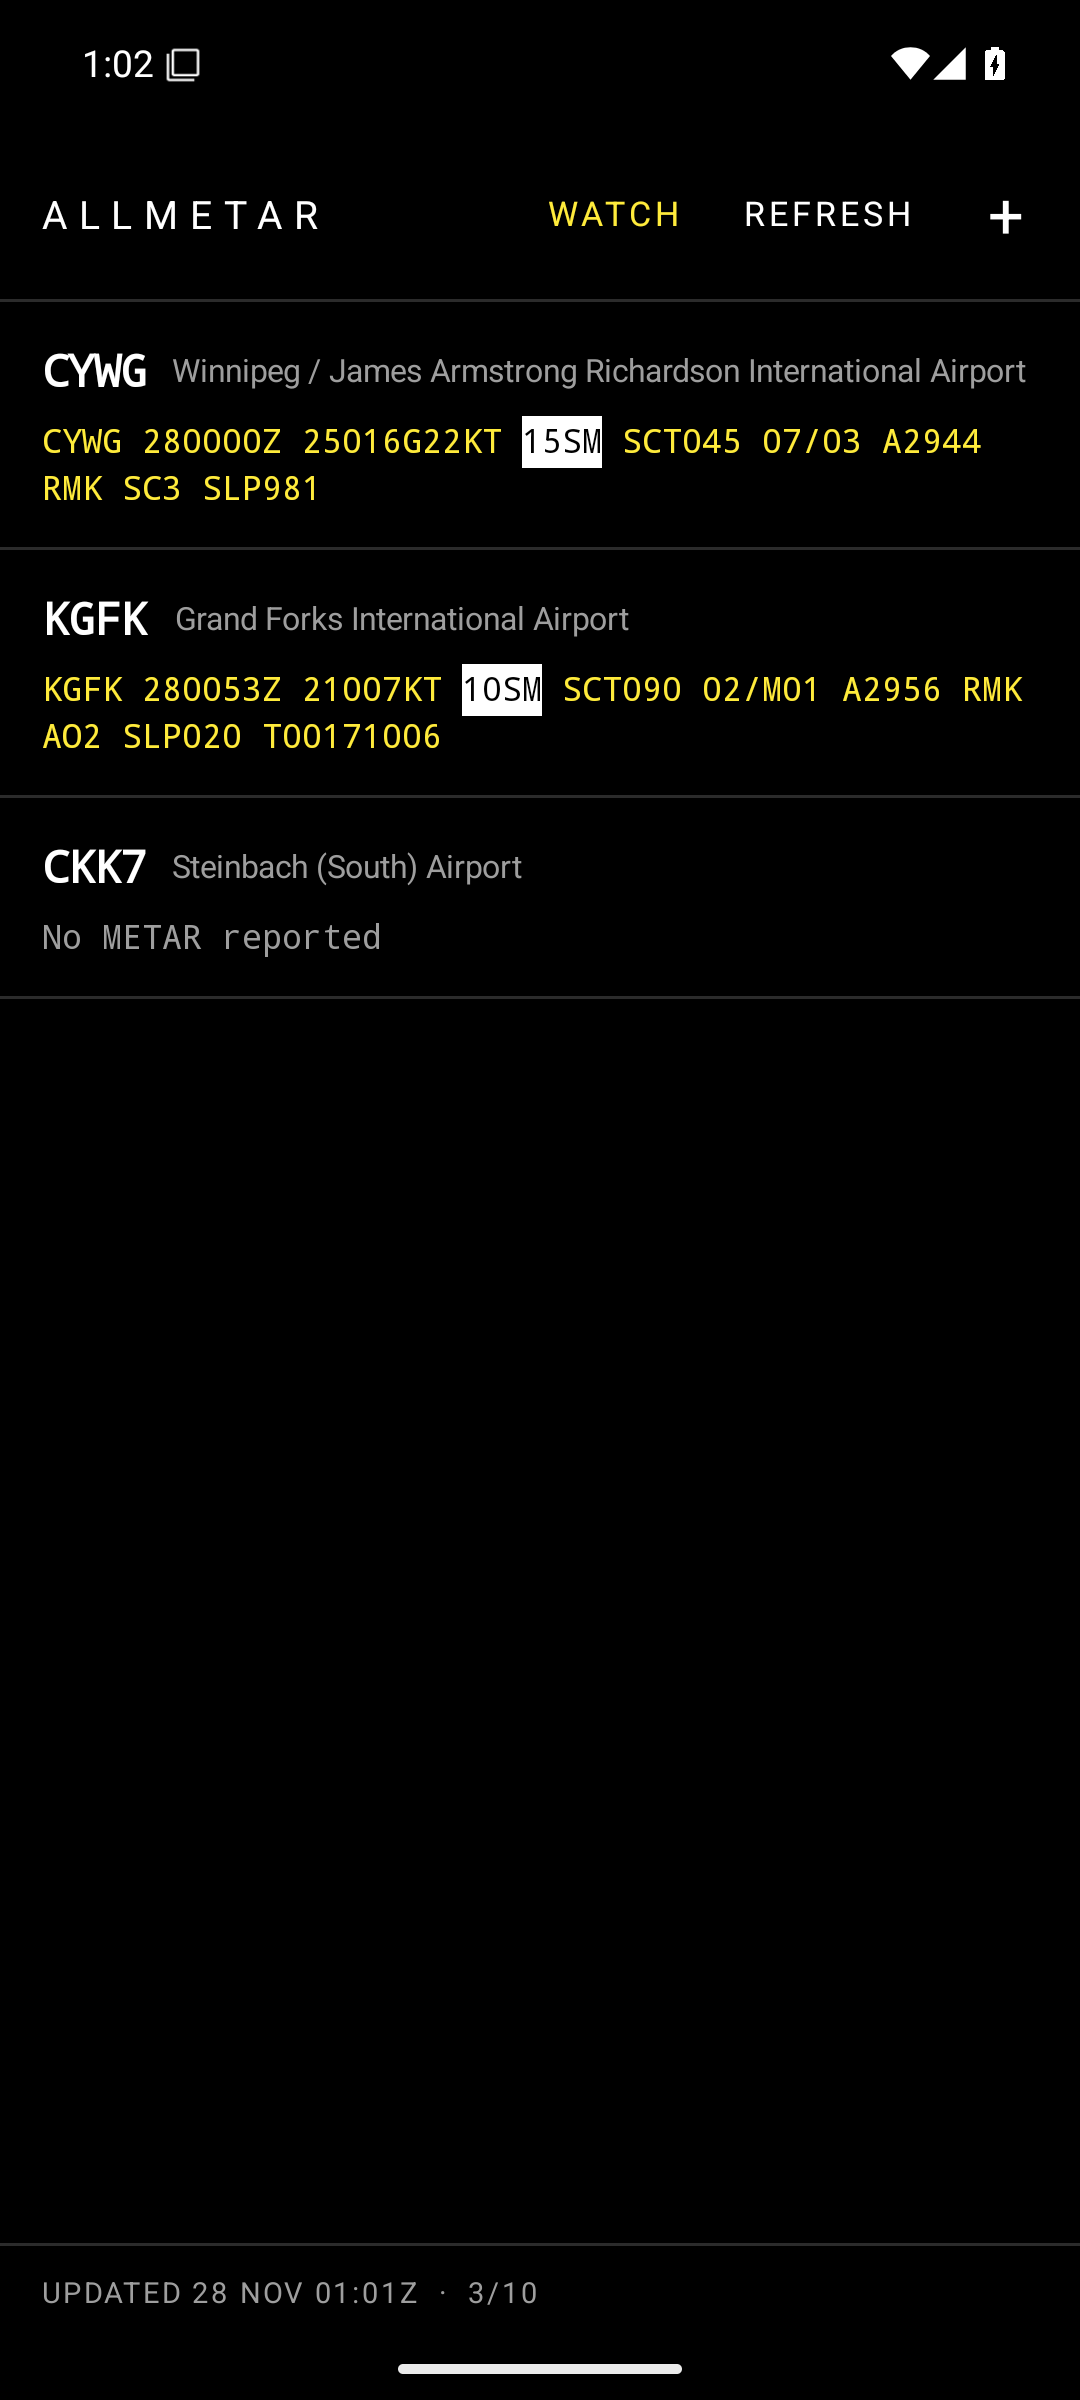 1:02
ALLMETAR WATCH REFRESH +
CYWG Winnipeg / James Armstrong Richardson International Airport
CYWG 280000Z 25016G22KT 15SM SCT045 07/03 A2944
RMK SC3 SLP981
KGFK Grand Forks International Airport
KGFK 280053Z 21007KT 10SM SCT090 02/M01 A2956 RMK
AO2 SLP020 T00171006
CKK7 Steinbach (South) Airport
No METAR reported
UPDATED 28 NOV 01:01Z · 3/10